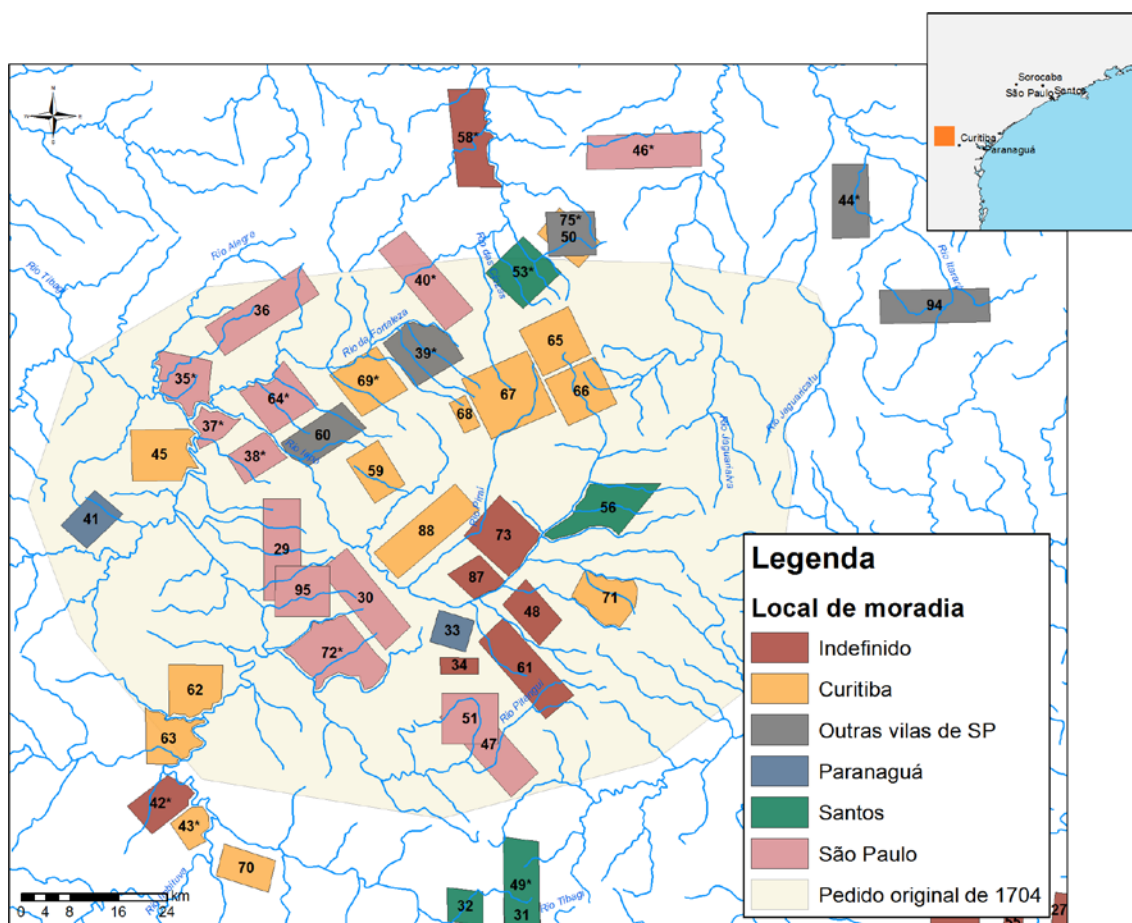 Sorocaba
São Paulo
Santos
Curitiba
Paranaguá
N
S
58*
46*
44*
75*
50
Rio Alegre
Rio das Cinzas
Rio Itararé
Rio Tibagi
40*
53*
36
94
Rio da Fortaleza
39*
65
35*
69*
64*
67
66
68
Rio Jaguaricatu
37*
60
38*
Rio Iapó
45
59
Rio Jaguariaíva
41
88
Rio Piraí
56
29
73
95
30
87
48
71
33
72*
34
61
62
51
Rio Pitangui
47
63
42*
43*
70
49*
32
31
Rio Tibagi
27
0
4
8
16
24
km
Legenda
Local de moradia
Indefinido
Curitiba
Outras vilas de SP
Paranaguá
Santos
São Paulo
Pedido original de 1704